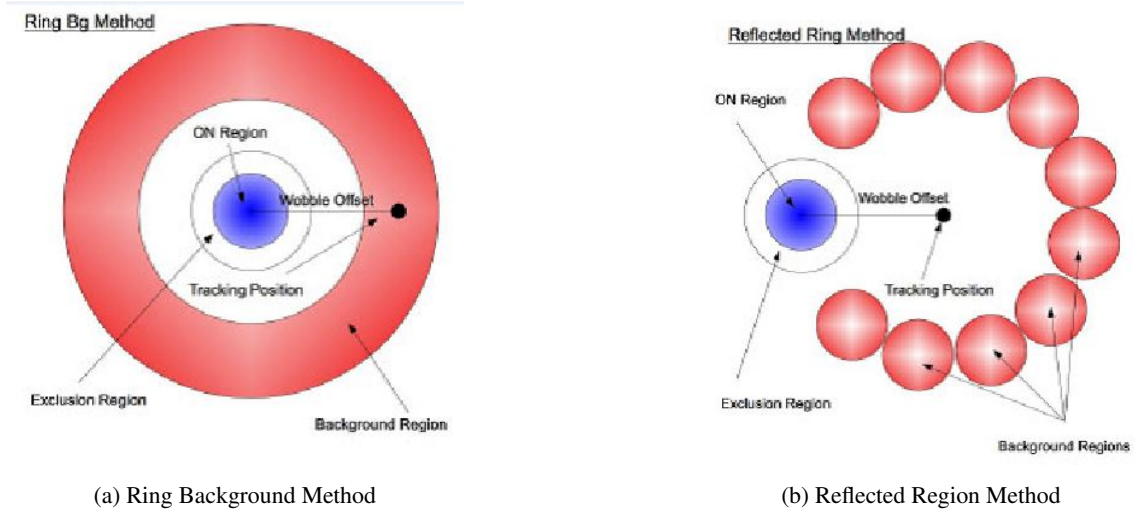 Ring Bg Method
ON Region
Wobble Offset
Tracking Position
Exclusion Region
Background Region
(a) Ring Background Method
Reflected Ring Method
ON Region
Wobble Offset
Tracking Position
Exclusion Region
Background Regions
(b) Reflected Region Method